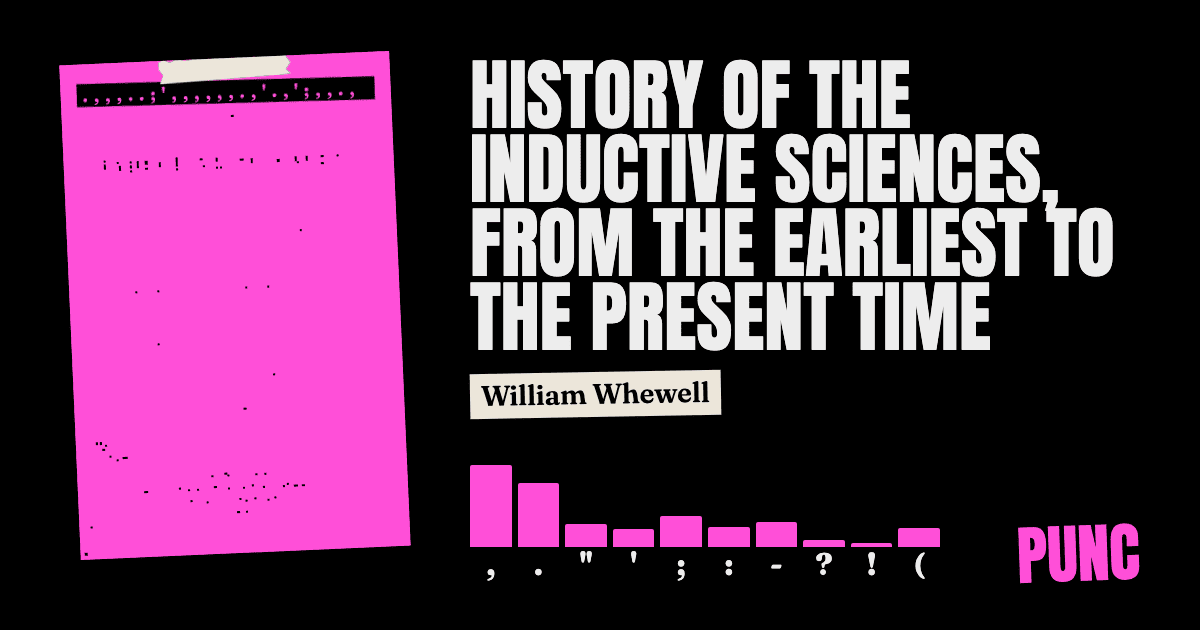 HISTORY OF THE
INDUCTIVE SCIENCES,
FROM THE EARLIEST TO
THE PRESENT TIME
William Whewell
, . " ' ; : - ? ! (
PUNC